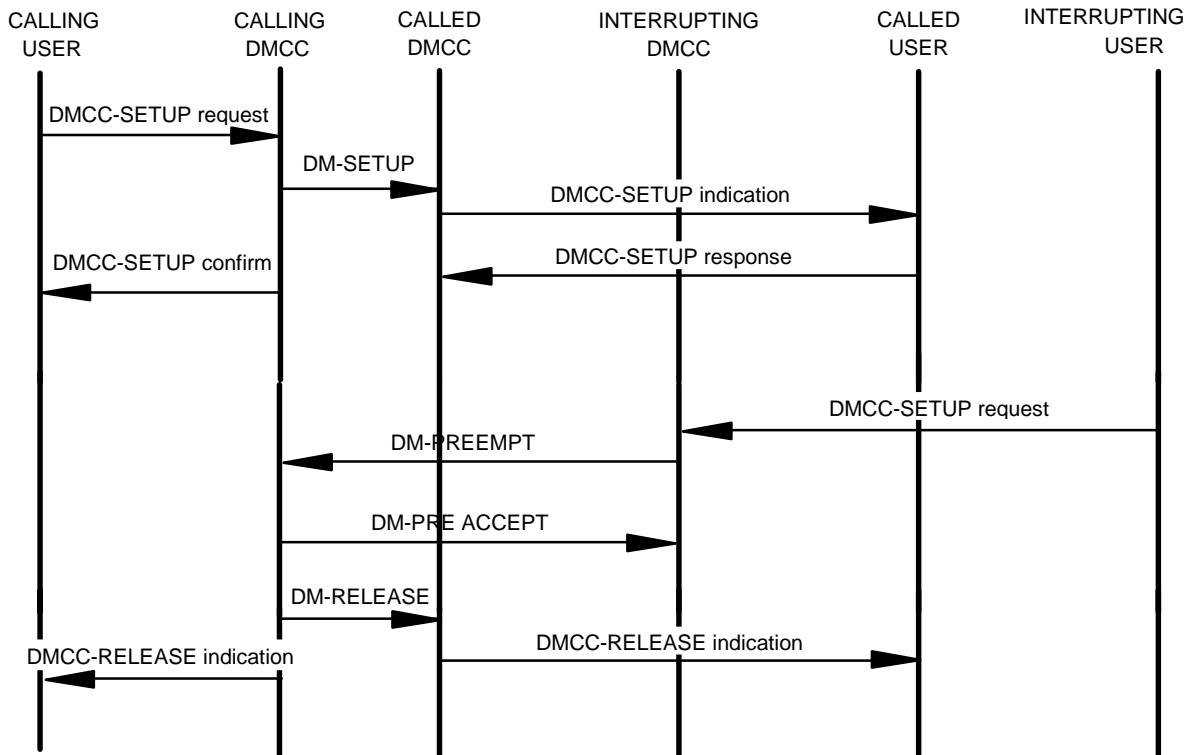 CALLING
USER
CALLING
DMCC
CALLED
DMCC
INTERRUPTING
DMCC
CALLED
USER
INTERRUPTING
USER
DMCC-SETUP request
DM-SETUP
DMCC-SETUP indication
DMCC-SETUP response
DMCC-SETUP confirm
DMCC-SETUP request
DM-PREEMPT
DM-PRE ACCEPT
DM-RELEASE
DMCC-RELEASE indication
DMCC-RELEASE indication